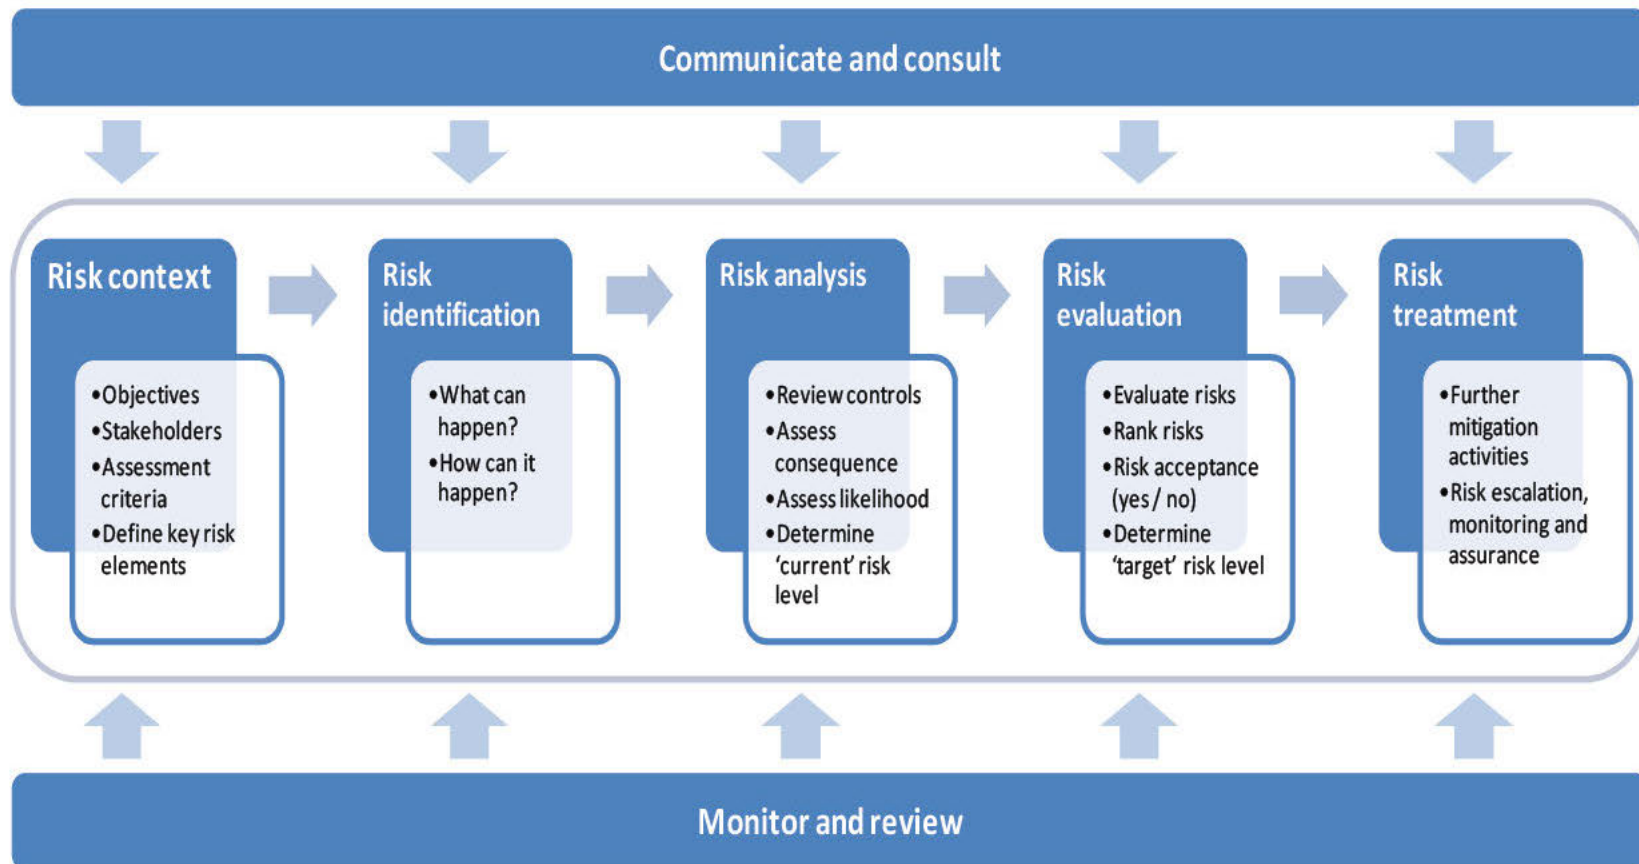 Communicate and consult
Risk context
•Objectives
•Stakeholders
•Assessment
criteria
•Define key risk
elements
Risk
identification
•What can
happen?
•How can it
happen?
Risk analysis
•Review controls
•Assess
consequence
•Assess likelihood
•Determine
‘current’ risk
level
Risk
evaluation
•Evaluate risks
•Rank risks
•Risk acceptance
(yes / no)
•Determine
‘target’ risk level
Risk
treatment
•Further
mitigation
activities
•Risk escalation,
monitoring and
assurance
Monitor and review